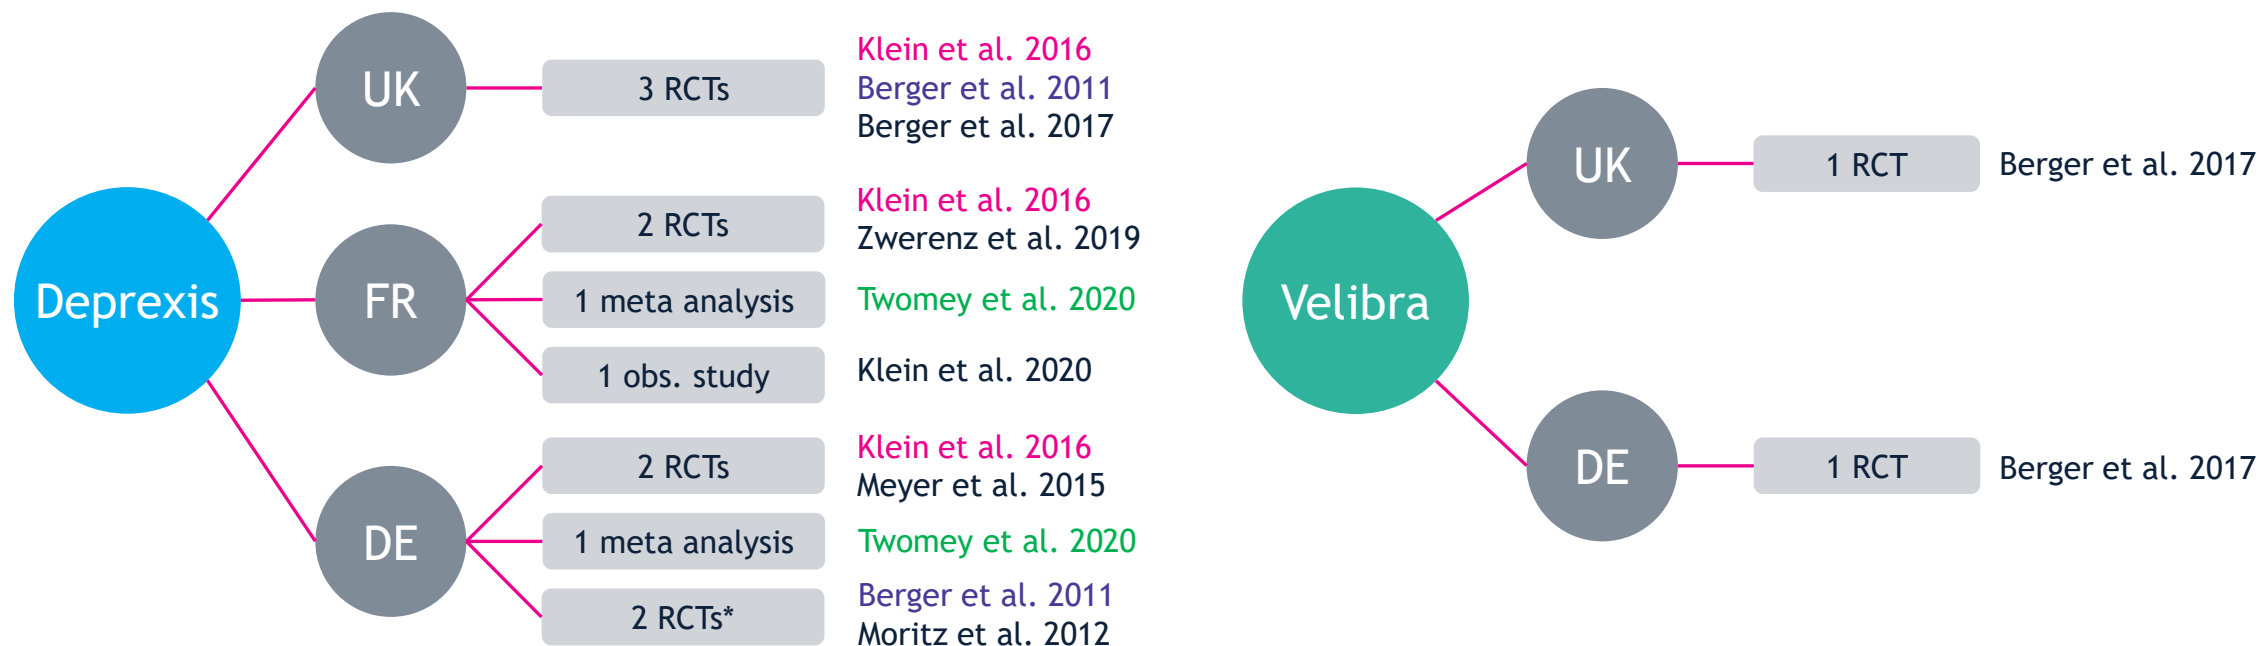 Deprexis
UK
3 RCTs
Klein et al. 2016
Berger et al. 2011
Berger et al. 2017
FR
2 RCTs
Klein et al. 2016
Zwerenz et al. 2019
1 meta analysis
Twomey et al. 2020
1 obs. study
Klein et al. 2020
DE
2 RCTs
Klein et al. 2016
Meyer et al. 2015
1 meta analysis
Twomey et al. 2020
2 RCTs*
Berger et al. 2011
Moritz et al. 2012
Velibra
UK
1 RCT
Berger et al. 2017
DE
1 RCT
Berger et al. 2017